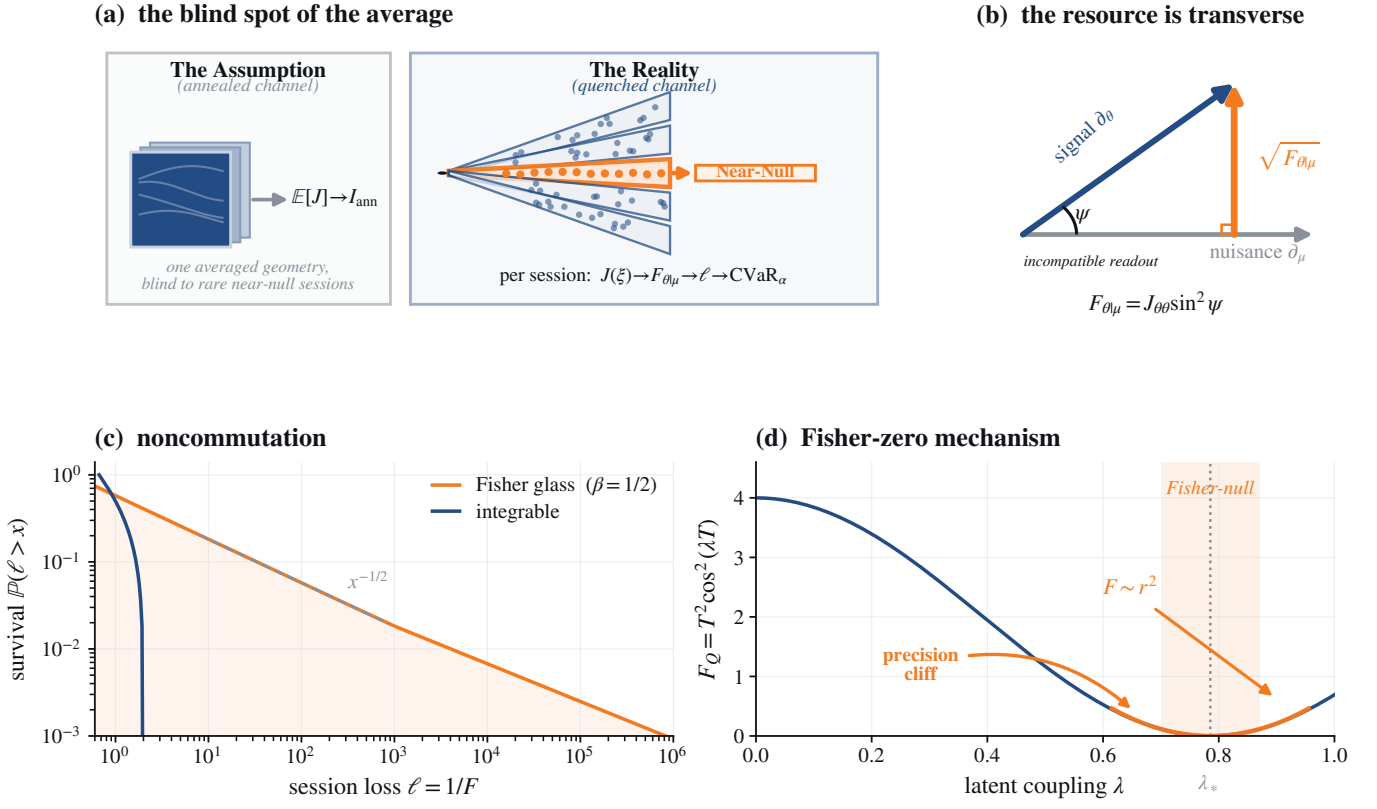 (a) the blind spot of the average
The Assumption
(annealed channel)
𝔼[J]→I_ann
one averaged geometry,
blind to rare near-null sessions
The Reality
(quenched channel)
Near-Null
per session: J(ξ)→F_θ|μ→ℓ→CVaR_α
(b) the resource is transverse
signal ∂_θ
√F_θ|μ
ψ
nuisance ∂_μ
incompatible readout
F_θ|μ = J_θθ sin² ψ
(c) noncommutation
survival ℙ(ℓ > x)
10⁰
10⁻¹
10⁻²
10⁻³
Fisher glass (β = 1/2)
integrable
x^−1/2
10⁰ 10¹ 10² 10³ 10⁴ 10⁵ 10⁶
session loss ℓ = 1/F
(d) Fisher-zero mechanism
F_Q = T² cos² (λT)
4
3
2
1
0
Fisher-null
F ∼ r²
precision
cliff
0.0 0.2 0.4 0.6 0.8 1.0
latent coupling λ
λ_*